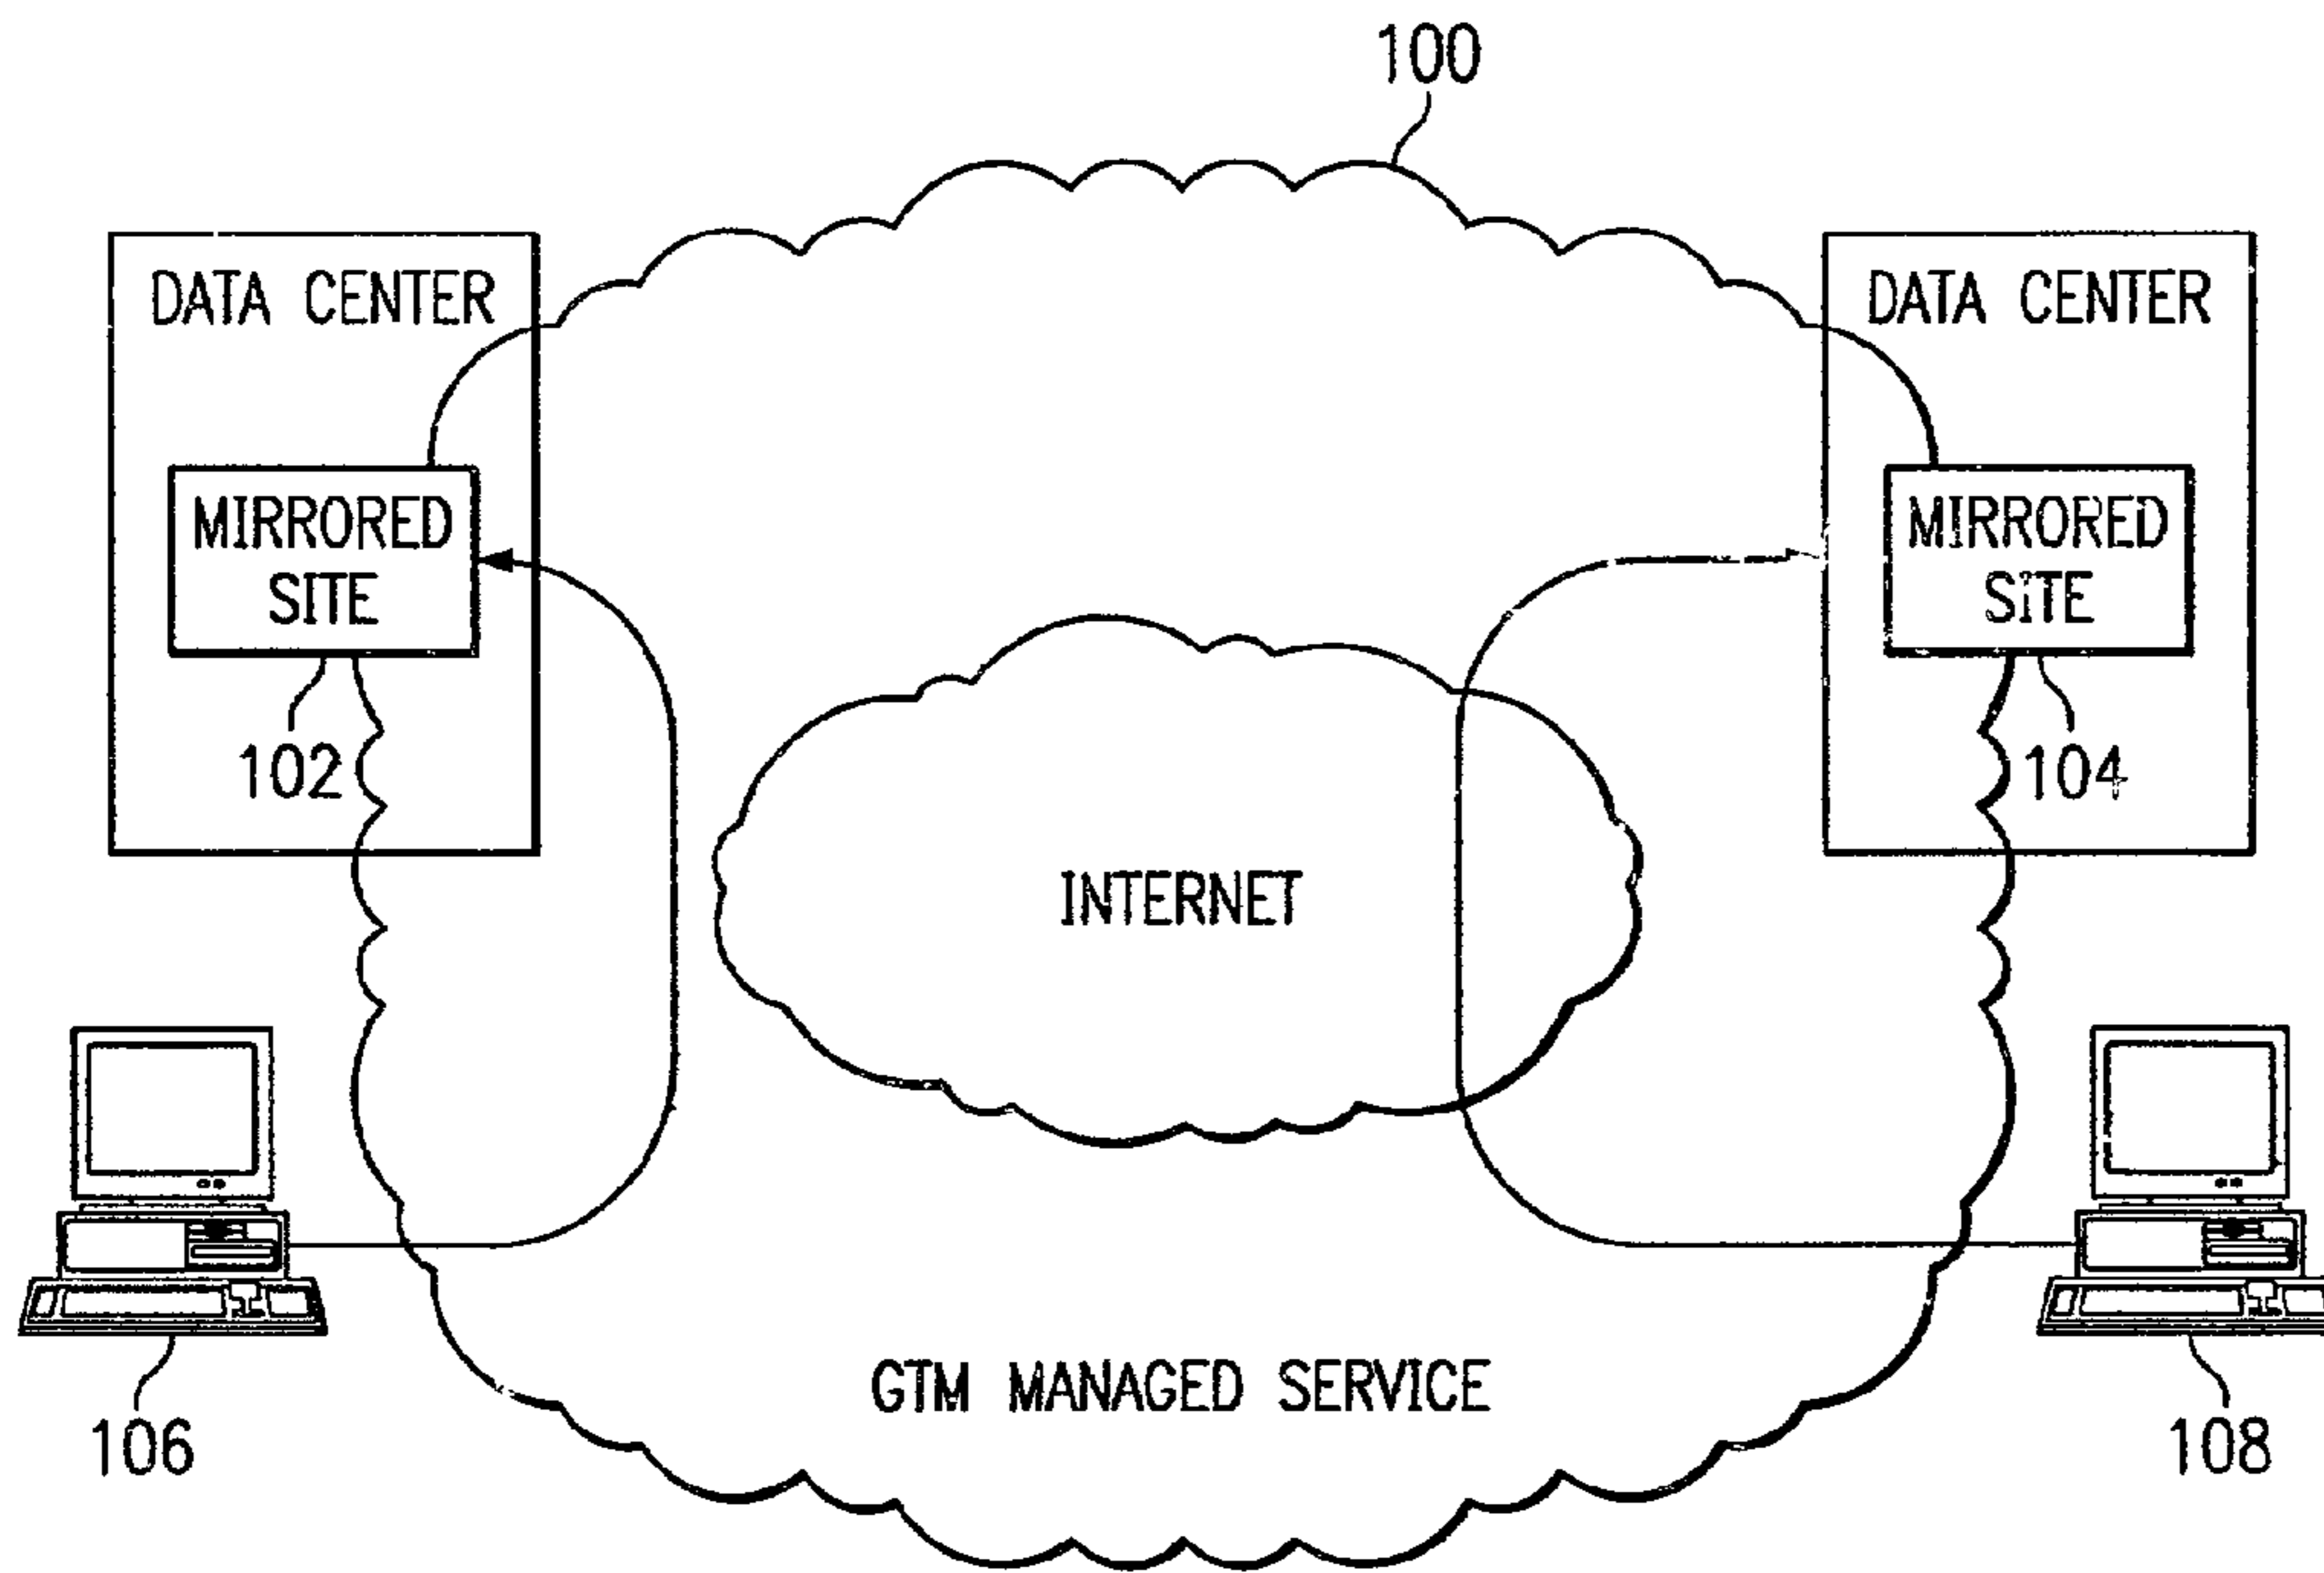 100
DATA CENTER
DATA CENTER
MIRRORED
SITE
MIRRORED
SITE
102
104
INTERNET
GTM MANAGED SERVICE
106
108